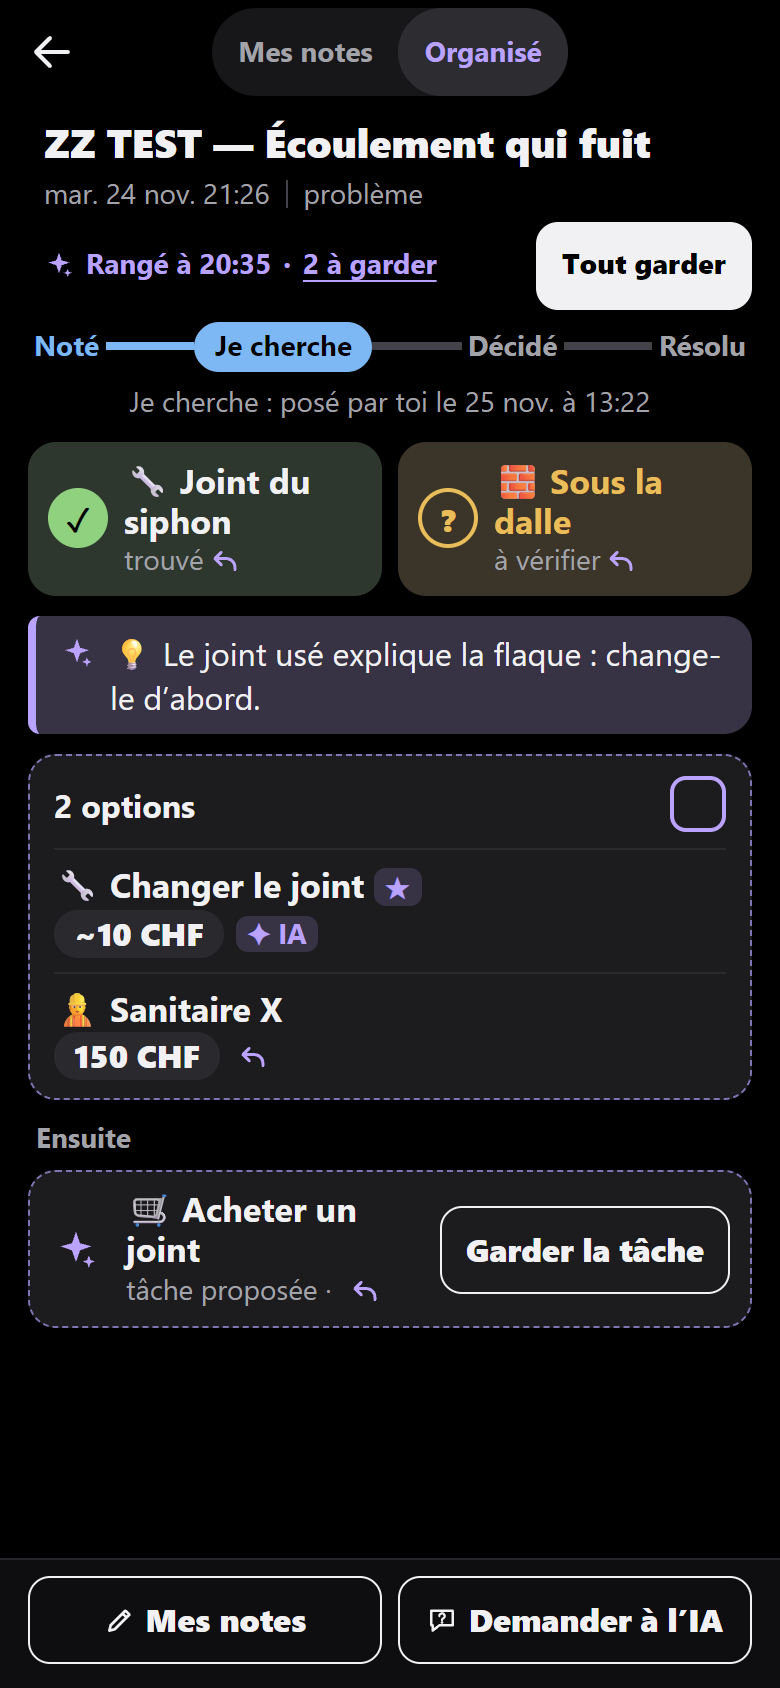 Mes notes
Organisé
ZZ TEST — Écoulement qui fuit
mar. 24 nov. 21:26 | problème
Rangé à 20:35 · 2 à garder
Tout garder
Noté
Je cherche
Décidé
Résolu
Je cherche : posé par toi le 25 nov. à 13:22
✓
Joint du
siphon
trouvé
?
Sous la
dalle
à vérifier
Le joint usé explique la flaque : change-
le d’abord.
2 options
Changer le joint
~10 CHF
IA
Sanitaire X
150 CHF
Ensuite
Acheter un
joint
tâche proposée ·
Garder la tâche
Mes notes
Demander à l’IA